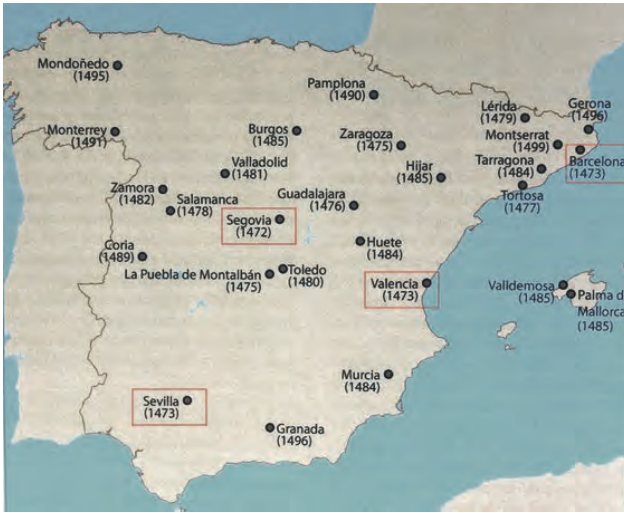 Mondoñedo
(1495)
Pamplona
(1490)
Lérida
(1479)
Gerona
(1496)
Monterrey
(1491)
Burgos
(1485)
Zaragoza
(1475)
Montserrat
(1499)
Barcelona
(1473)
Valladolid
(1481)
Hijar
(1485)
Tarragona
(1484)
Zamora
(1482)
Salamanca
(1478)
Guadalajara
(1476)
Tortosa
(1477)
Segovia
(1472)
Coria
(1489)
Huete
(1484)
La Puebla de Montalbán
(1475)
Toledo
(1480)
Valencia
(1473)
Valldemosa
(1485)
Palma d
Mallorca
(1485)
Murcia
(1484)
Sevilla
(1473)
Granada
(1496)